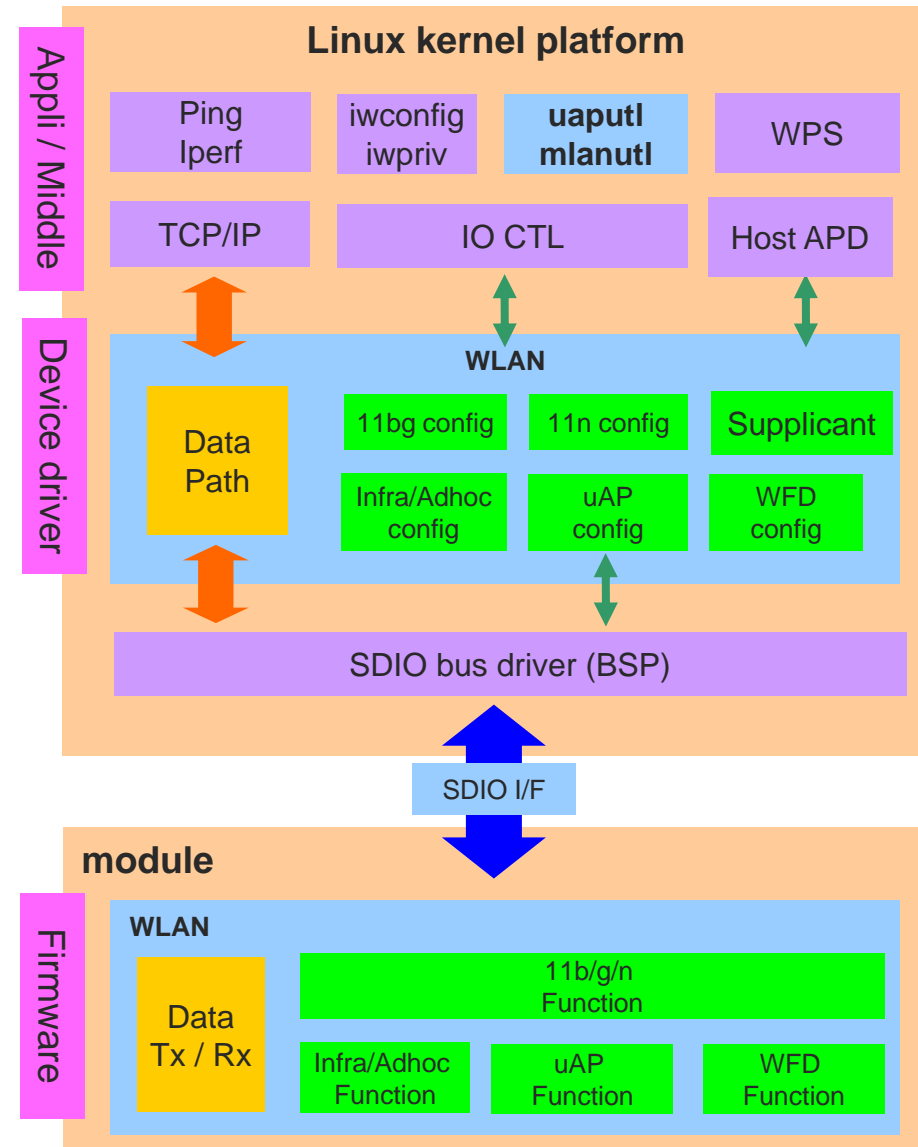 Linux kernel platform
Appli / Middle
Ping
Iperf
iwconfig
iwpriv
uaputl
mlanutl
WPS
TCP/IP
IO CTL
Host APD
Device driver
WLAN
Data
Path
11bg config
11n config
Supplicant
Infra/Adhoc
config
uAP
config
WFD
config
SDIO bus driver (BSP)
SDIO I/F
module
Firmware
WLAN
Data
Tx / Rx
11b/g/n
Function
Infra/Adhoc
Function
uAP
Function
WFD
Function